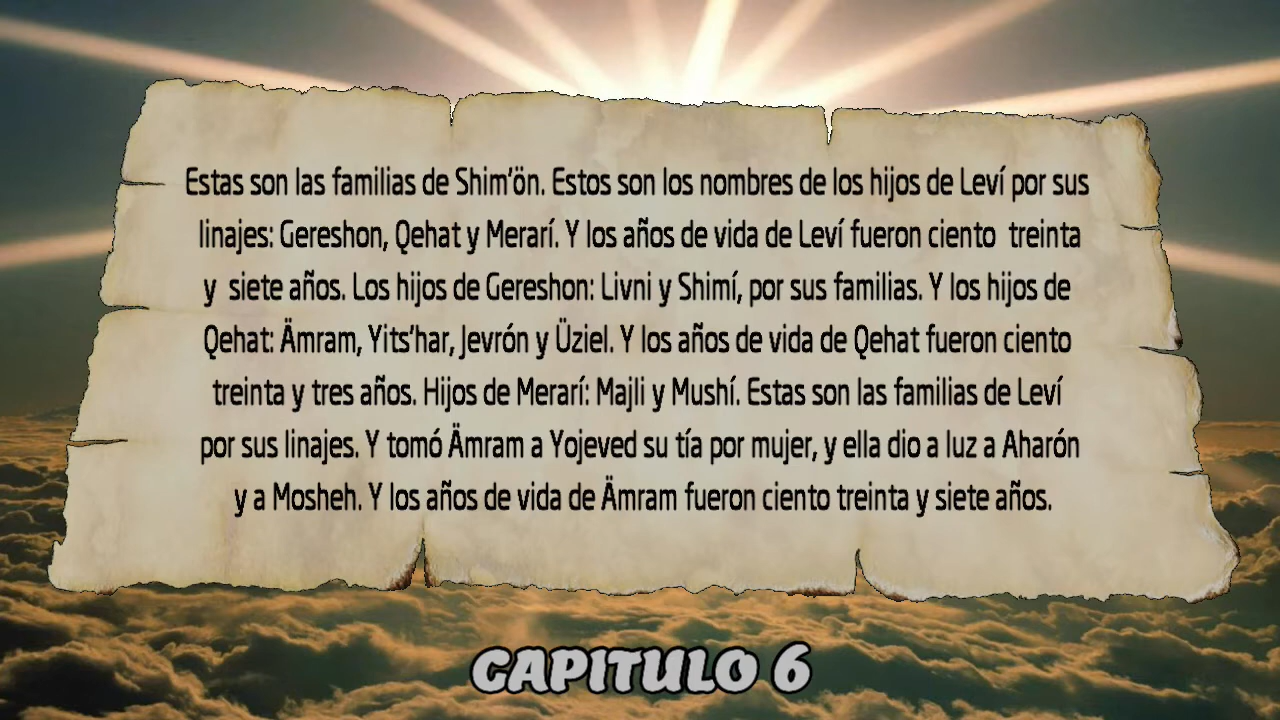 Estas son las familias de Shim'ön. Estos son los nombres de los hijos de Leví por sus
linajes: Gereshon, Qehat y Merarí. Y los años de vida de Leví fueron ciento  treinta
y  siete años. Los hijos de Gereshon: Livni y Shimí, por sus familias. Y los hijos de
Qehat: Ämram, Yits'har, Jevrón y Üziel. Y los años de vida de Qehat fueron ciento
treinta y tres años. Hijos de Merarí: Majli y Mushí. Estas son las familias de Leví
por sus linajes. Y tomó Ämram a Yojeved su tía por mujer, y ella dio a luz a Aharón
y a Mosheh. Y los años de vida de Ämram fueron ciento treinta y siete años.
CAPITULO 6